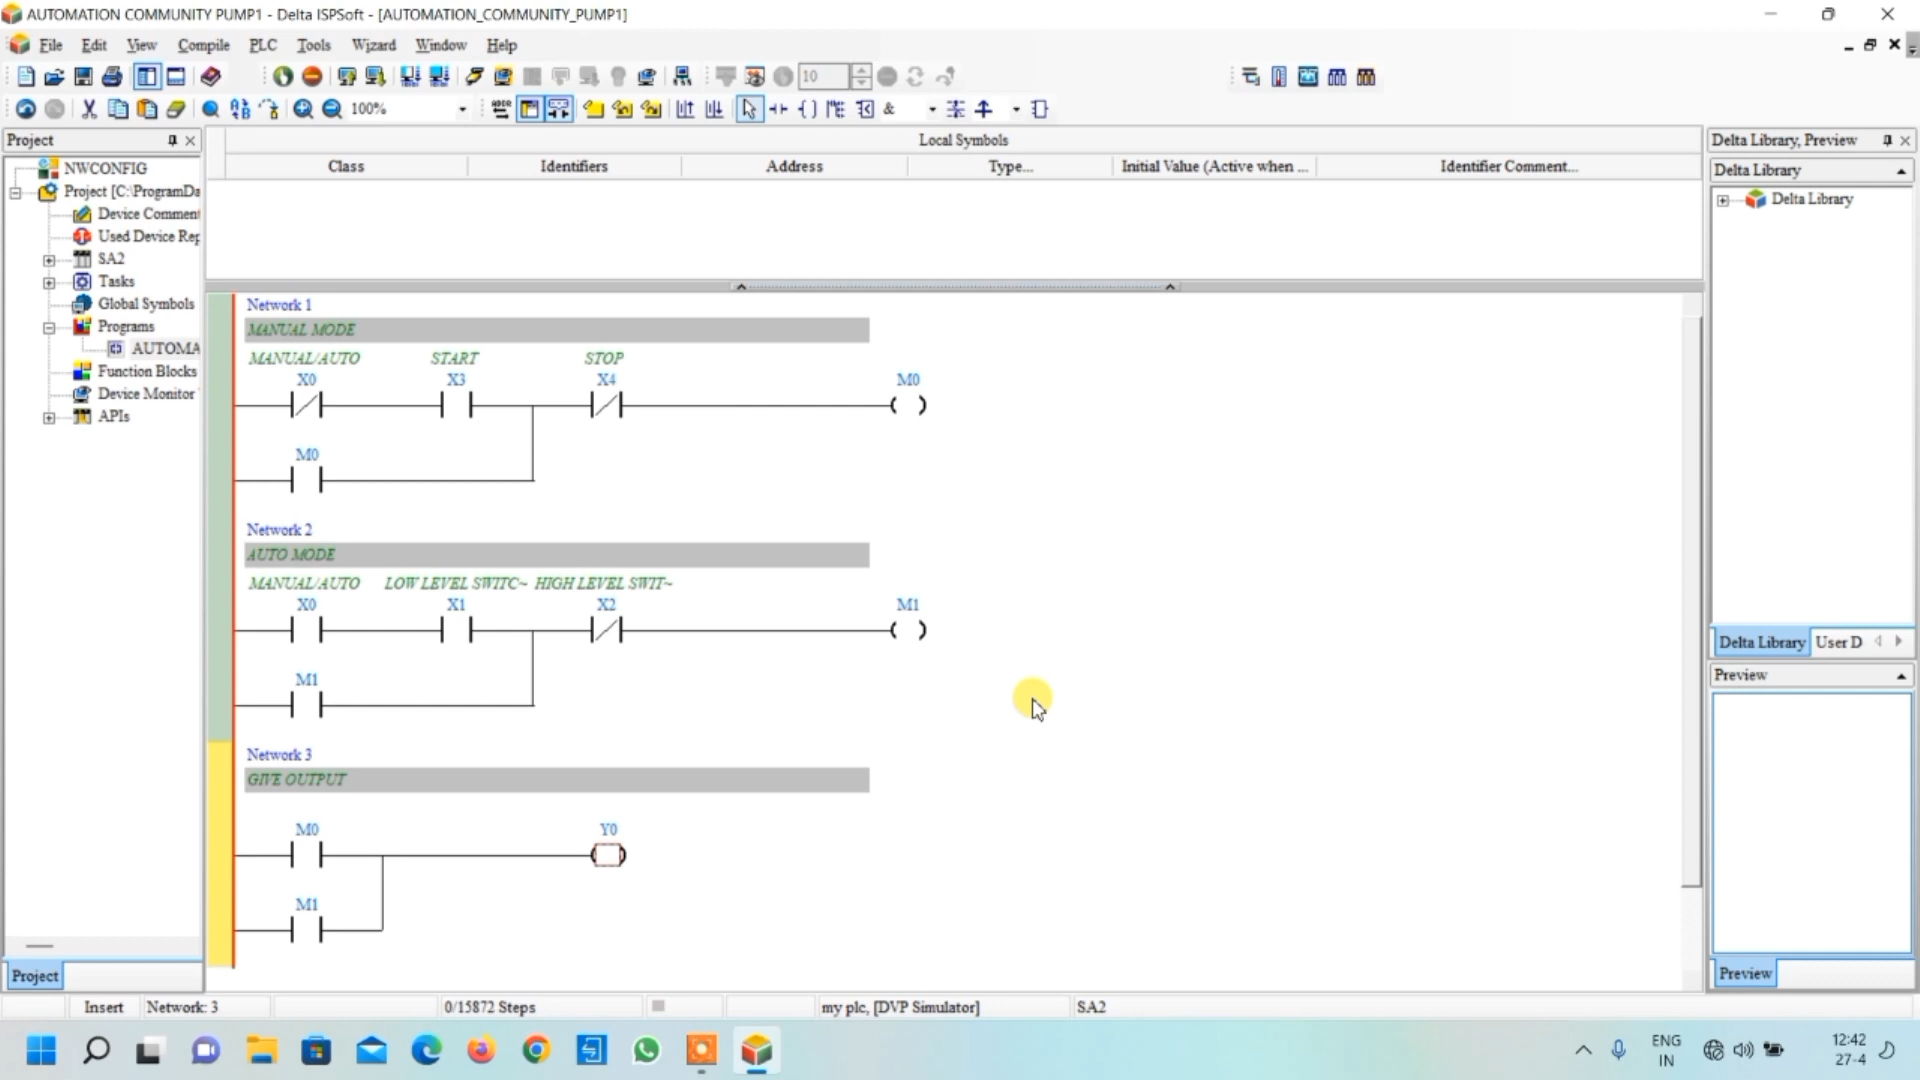 AUTOMATION COMMUNITY PUMP1 - Delta ISPSoft - [AUTOMATION_COMMUNITY_PUMP1]
File Edit View Compile PLC Tools Wizard Window Help
10
100%
&
Project
NWCONFIG
Project [C:\ProgramDa
Device Comment
Used Device Rep
SA2
Tasks
Global Symbols
Programs
AUTOMA
Function Blocks
Device Monitor
APIs
Project
Local Symbols
Class Identifiers Address Type... Initial Value (Active when ... Identifier Comment...
Network 1
MANUAL MODE
MANUAL/AUTO START STOP
X0 X3 X4 M0
M0
Network 2
AUTO MODE
MANUAL/AUTO LOW LEVEL SWITC~ HIGH LEVEL SWIT~
X0 X1 X2 M1
M1
Network 3
GIVE OUTPUT
M0 Y0
M1
Delta Library, Preview
Delta Library
Delta Library
Delta Library User D
Preview
Preview
Insert Network: 3 0/15872 Steps my plc, [DVP Simulator] SA2
ENG
IN
12:42
27-4